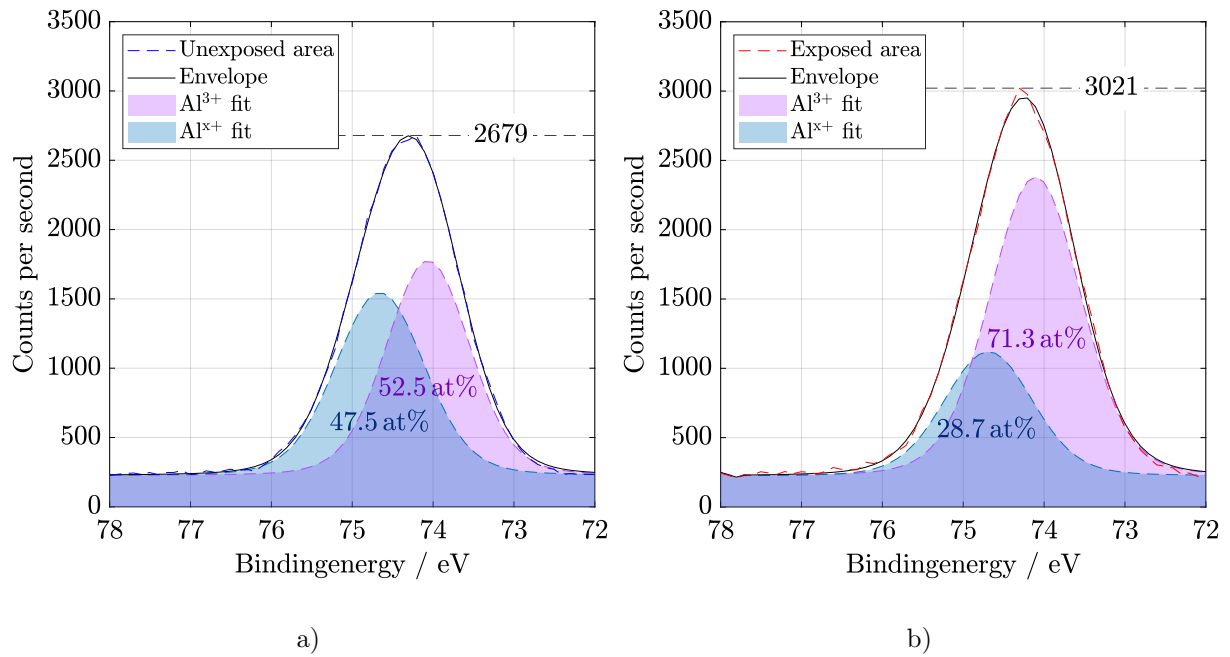 3500
3000
2500
2000
1500
1000
500
0
Counts per second
Unexposed area
Envelope
Al³⁺ fit
Alˣ⁺ fit
2679
52.5 at%
47.5 at%
78 77 76 75 74 73 72
Bindingenergy / eV
a)
3500
3000
2500
2000
1500
1000
500
0
Counts per second
Exposed area
Envelope
Al³⁺ fit
Alˣ⁺ fit
3021
71.3 at%
28.7 at%
78 77 76 75 74 73 72
Bindingenergy / eV
b)